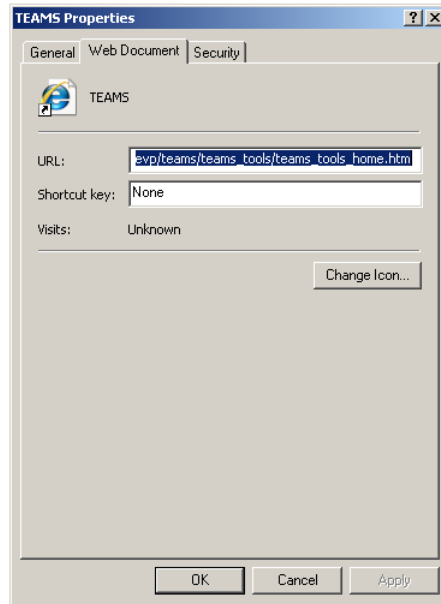 TEAMS Properties
General Web Document Security
TEAMS
URL: evp/teams/teams_tools/teams_tools_home.htm
Shortcut key: None
Visits: Unknown
Change Icon...
OK Cancel Apply